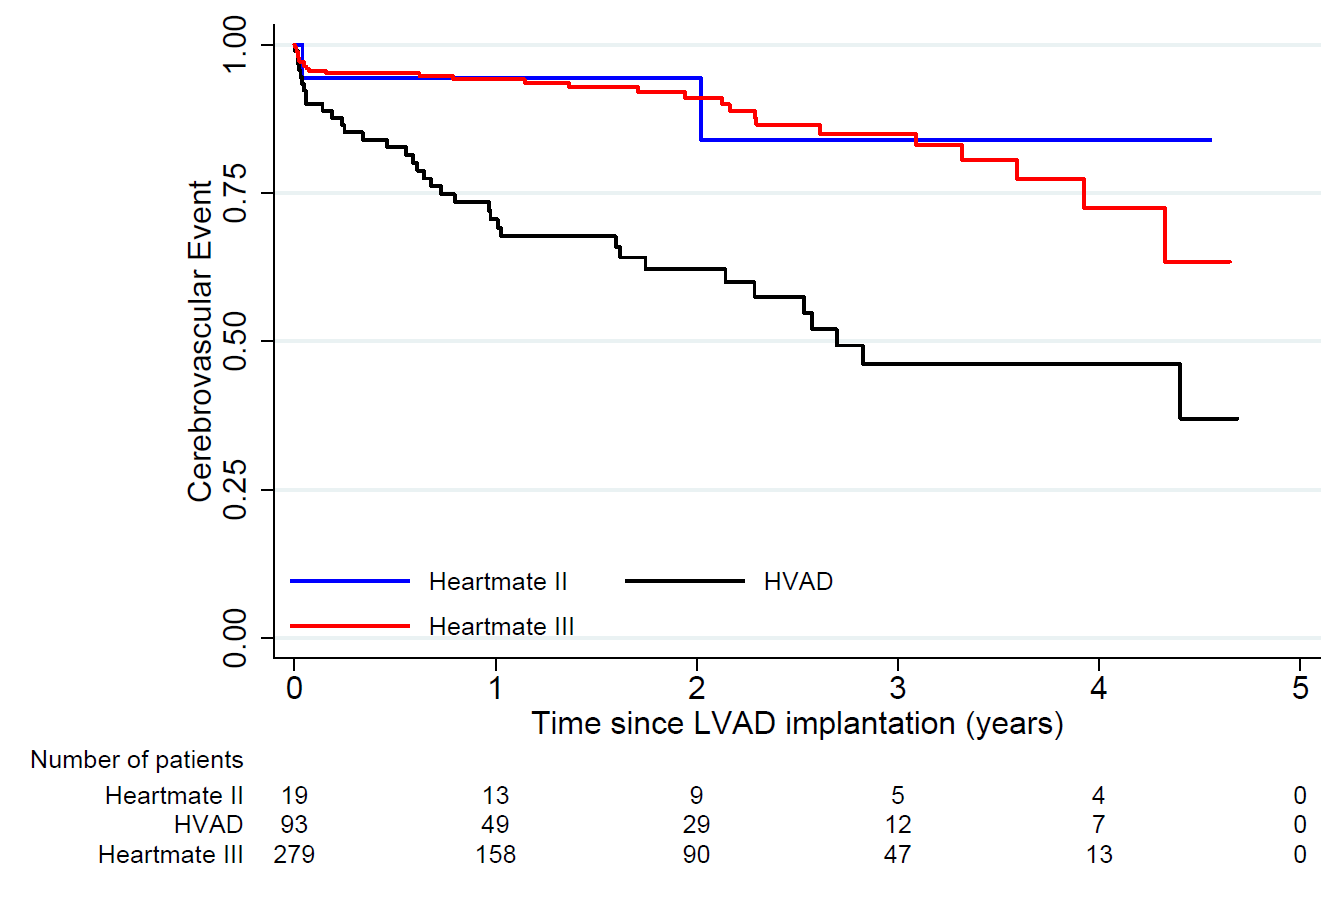 1.00
0.75
0.50
0.25
0.00
Cerebrovascular Event
Heartmate II HVAD
Heartmate III
0 1 2 3 4 5
Time since LVAD implantation (years)
Number of patients
Heartmate II 19 13 9 5 4 0
HVAD 93 49 29 12 7 0
Heartmate III 279 158 90 47 13 0